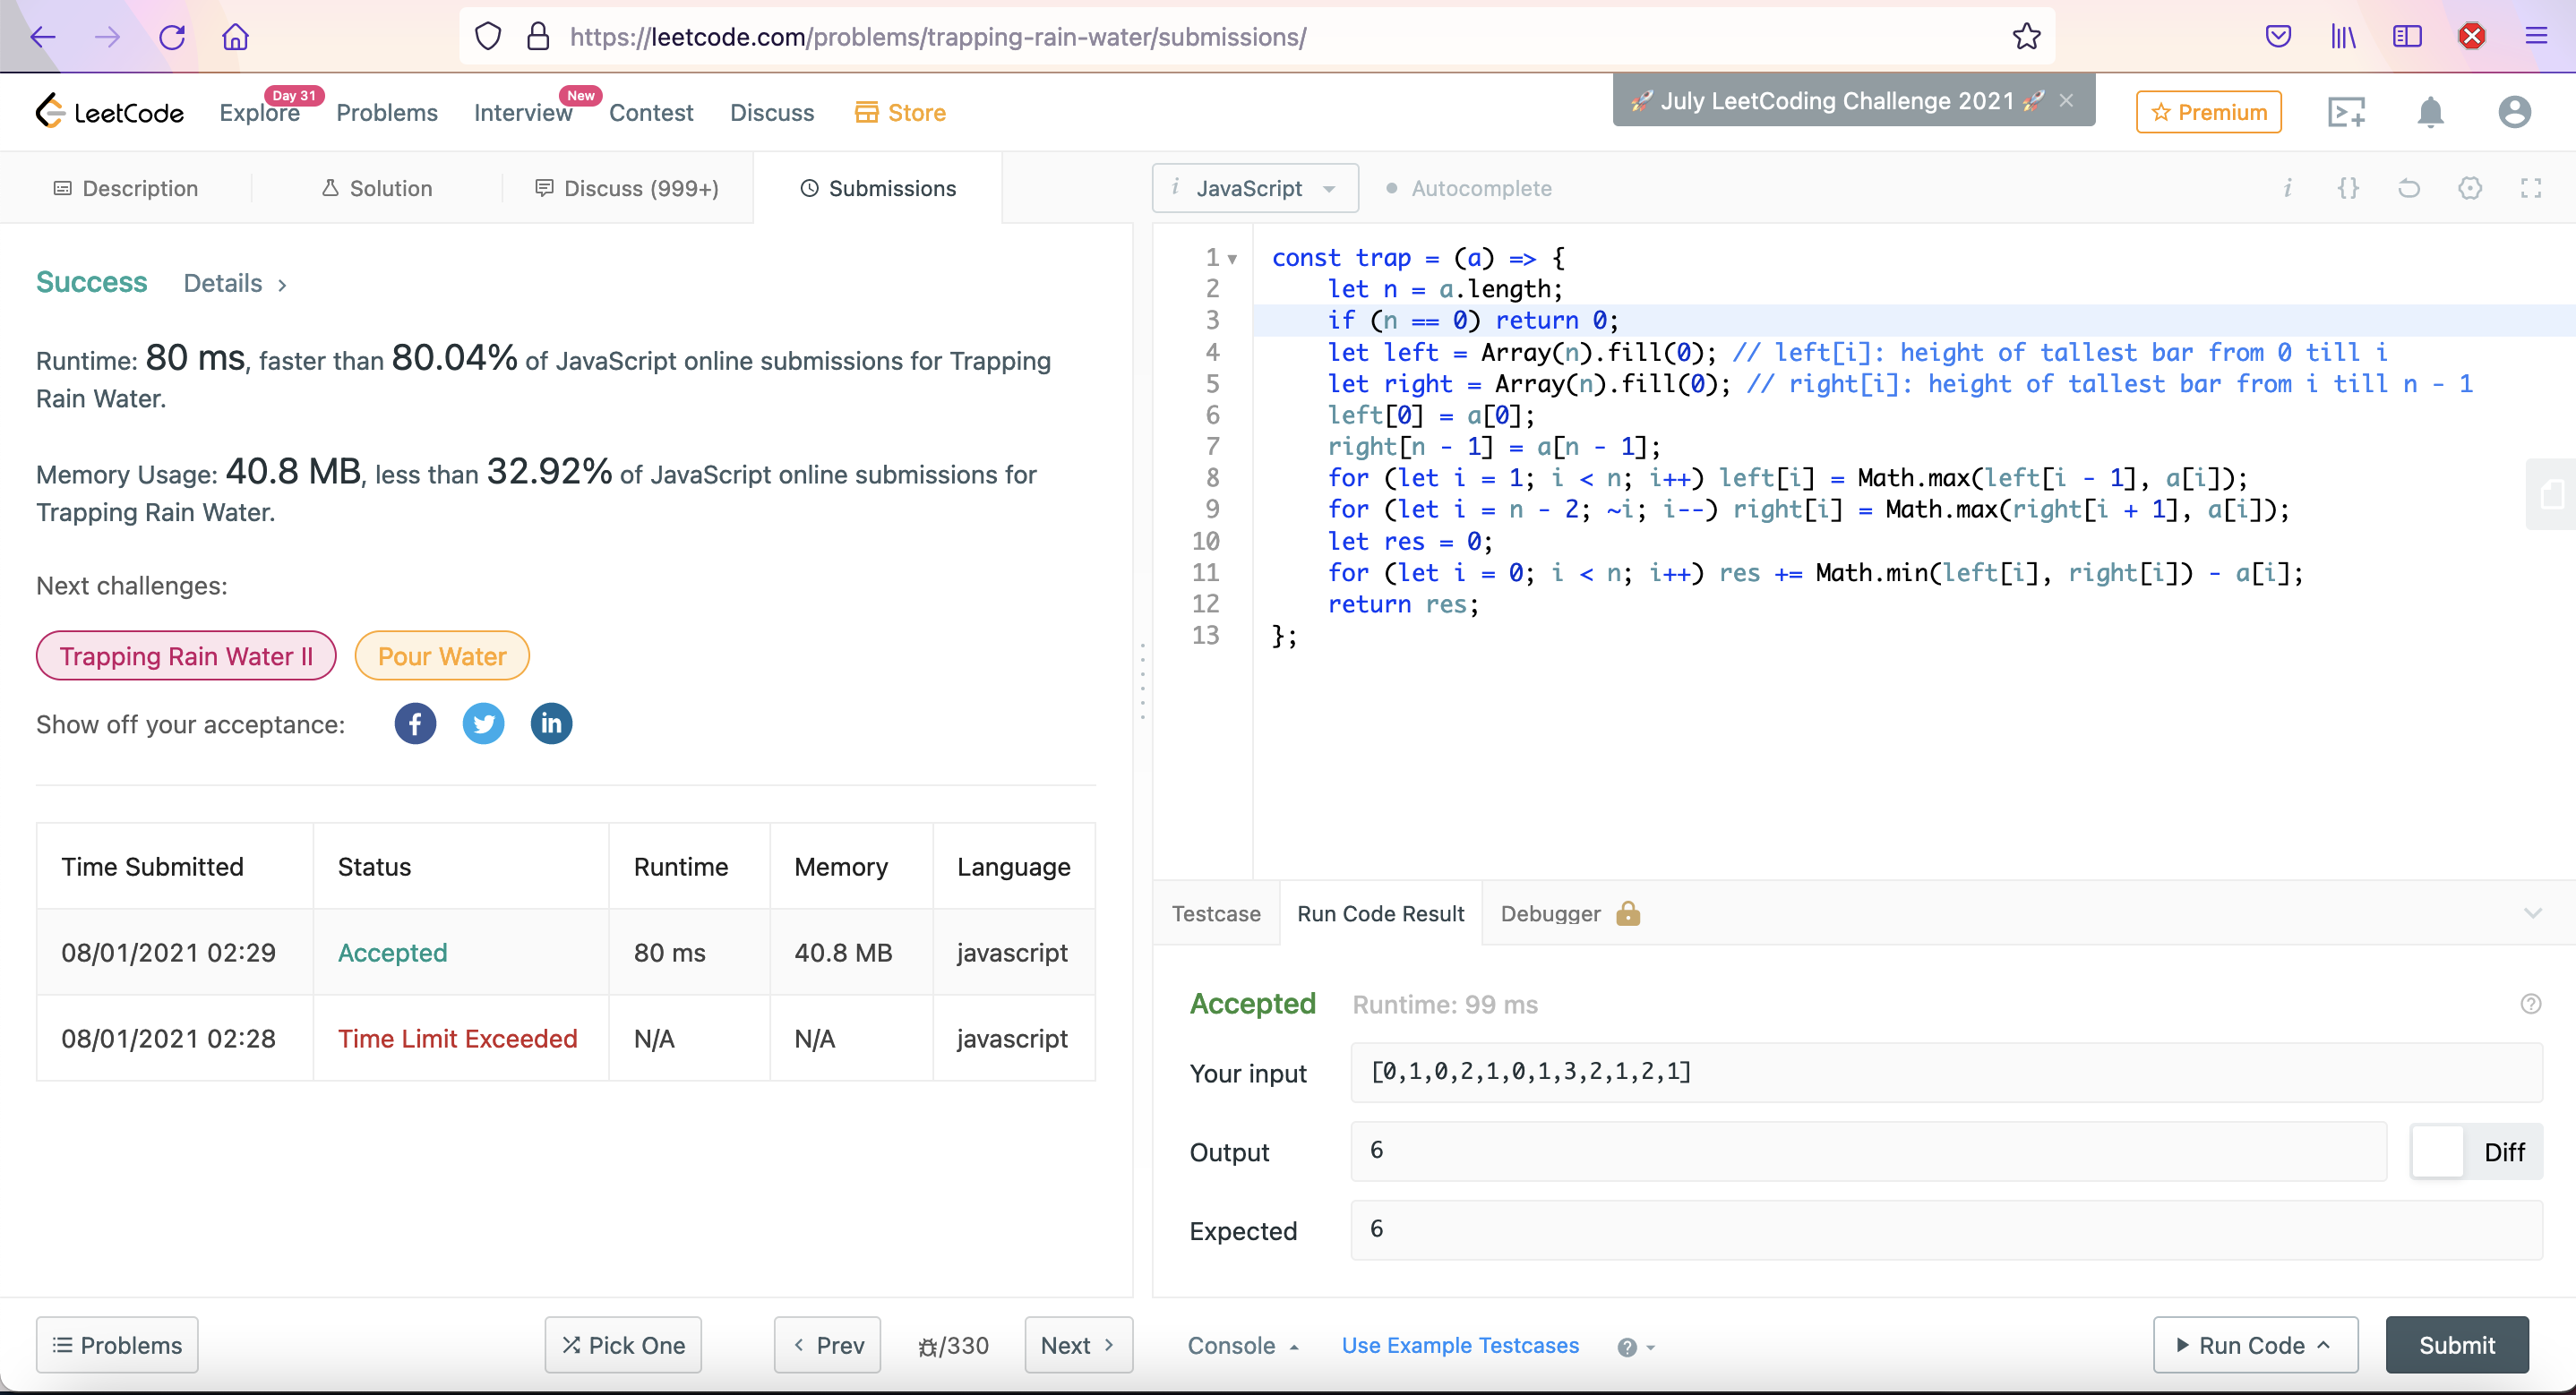 https://leetcode.com/problems/trapping-rain-water/submissions/
LeetCode
Explore
Day 31
Problems
Interview
New
Contest
Discuss
Store
🚀 July LeetCoding Challenge 2021 🚀 ×
Premium
Description
Solution
Discuss (999+)
Submissions
Success
Details >
Runtime: 80 ms, faster than 80.04% of JavaScript online submissions for Trapping
Rain Water.
Memory Usage: 40.8 MB, less than 32.92% of JavaScript online submissions for
Trapping Rain Water.
Next challenges:
Trapping Rain Water II
Pour Water
Show off your acceptance:
Time Submitted Status Runtime Memory Language
08/01/2021 02:29 Accepted 80 ms 40.8 MB javascript
08/01/2021 02:28 Time Limit Exceeded N/A N/A javascript
Problems
Pick One
< Prev
/330
Next >
i JavaScript
Autocomplete
i {}
1 const trap = (a) => {
2 let n = a.length;
3 if (n == 0) return 0;
4 let left = Array(n).fill(0); // left[i]: height of tallest bar from 0 till i
5 let right = Array(n).fill(0); // right[i]: height of tallest bar from i till n - 1
6 left[0] = a[0];
7 right[n - 1] = a[n - 1];
8 for (let i = 1; i < n; i++) left[i] = Math.max(left[i - 1], a[i]);
9 for (let i = n - 2; ~i; i--) right[i] = Math.max(right[i + 1], a[i]);
10 let res = 0;
11 for (let i = 0; i < n; i++) res += Math.min(left[i], right[i]) - a[i];
12 return res;
13 };
Testcase
Run Code Result
Debugger
Accepted
Runtime: 99 ms
Your input
[0,1,0,2,1,0,1,3,2,1,2,1]
Output
6
Diff
Expected
6
Console
Use Example Testcases
?
Run Code
Submit